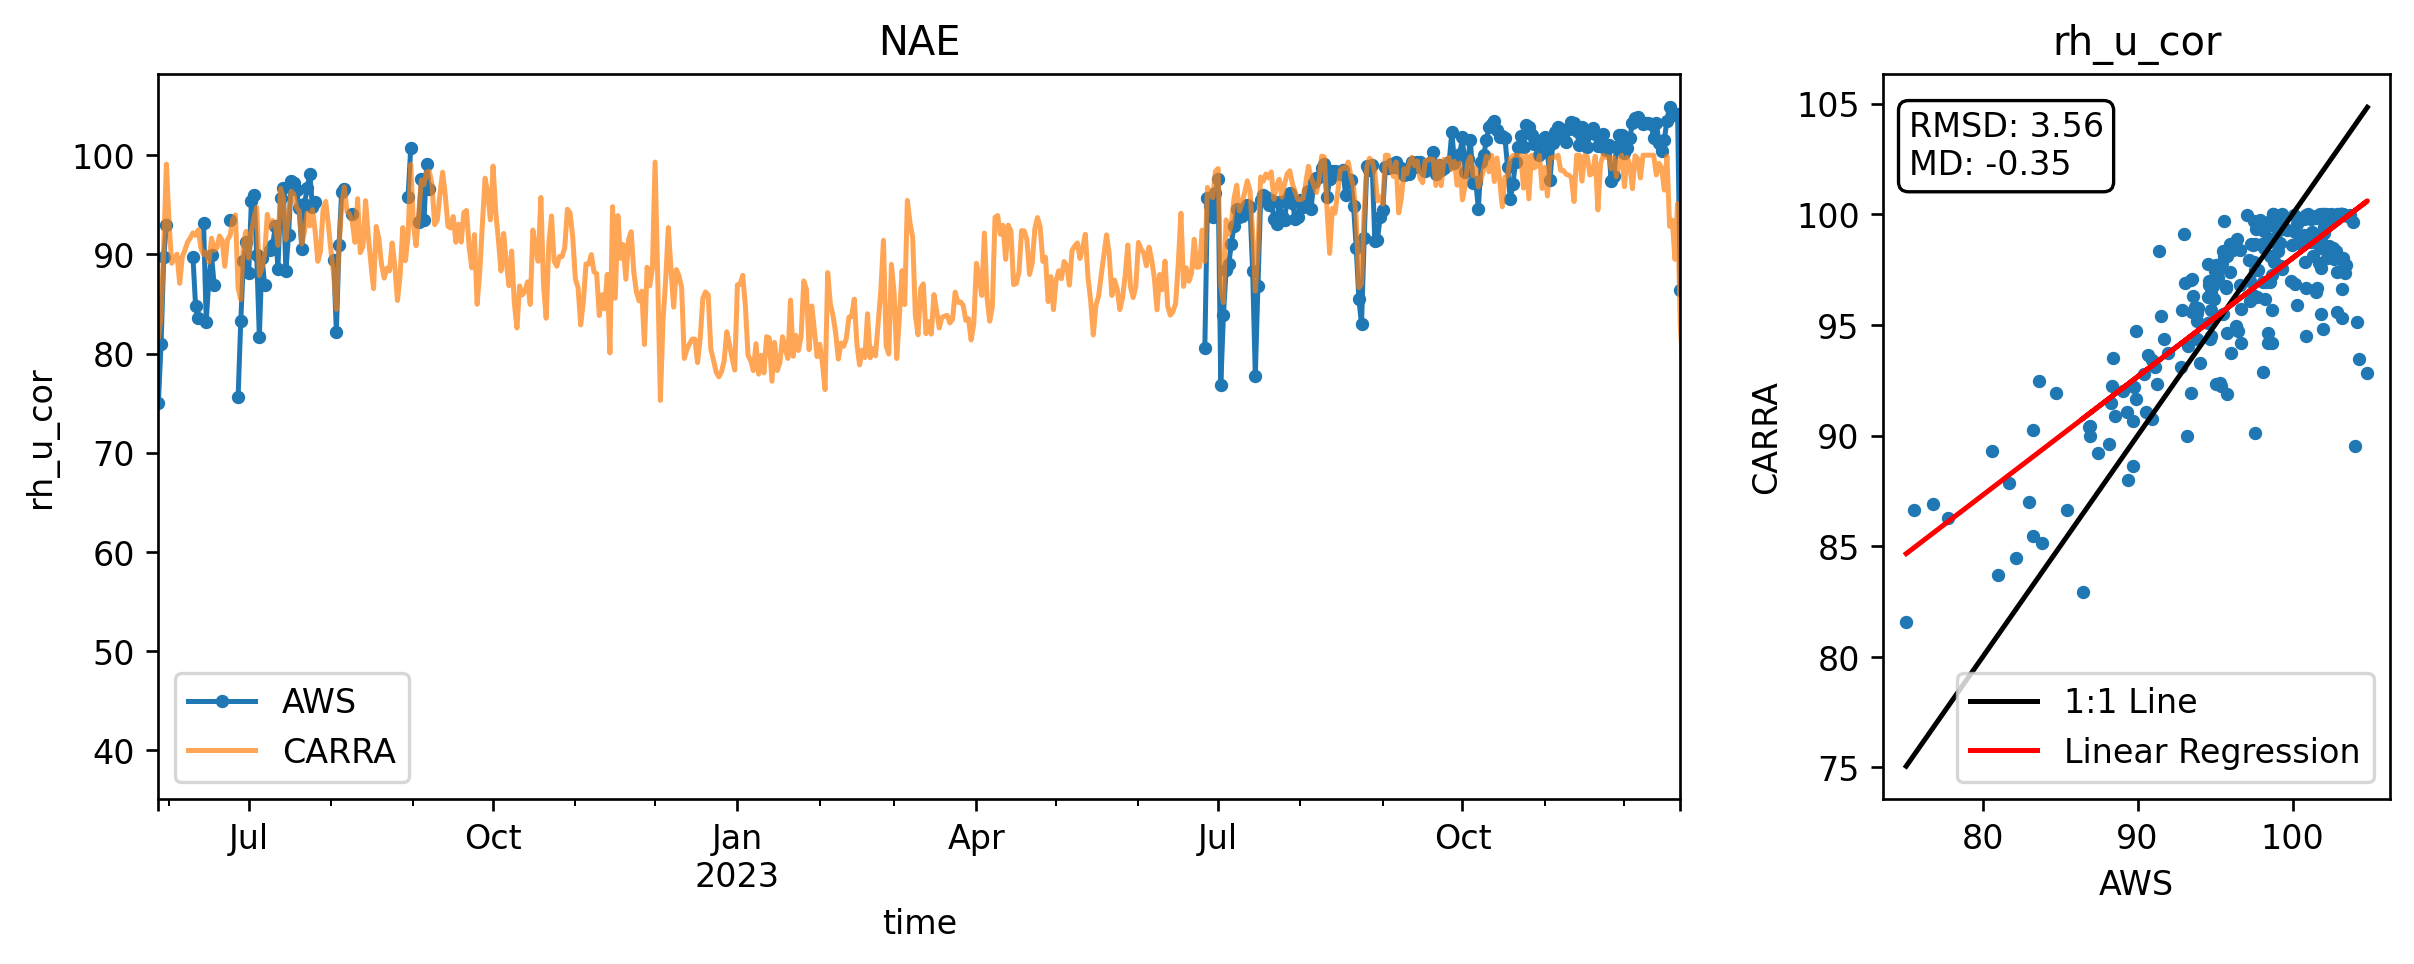 NAE
rh_u_cor
100
90
80
70
60
50
40
AWS
CARRA
Jul
Oct
Jan
2023
Apr
Jul
Oct
time
rh_u_cor
RMSD: 3.56
MD: -0.35
CARRA
105
100
95
90
85
80
75
1:1 Line
Linear Regression
80
90
100
AWS